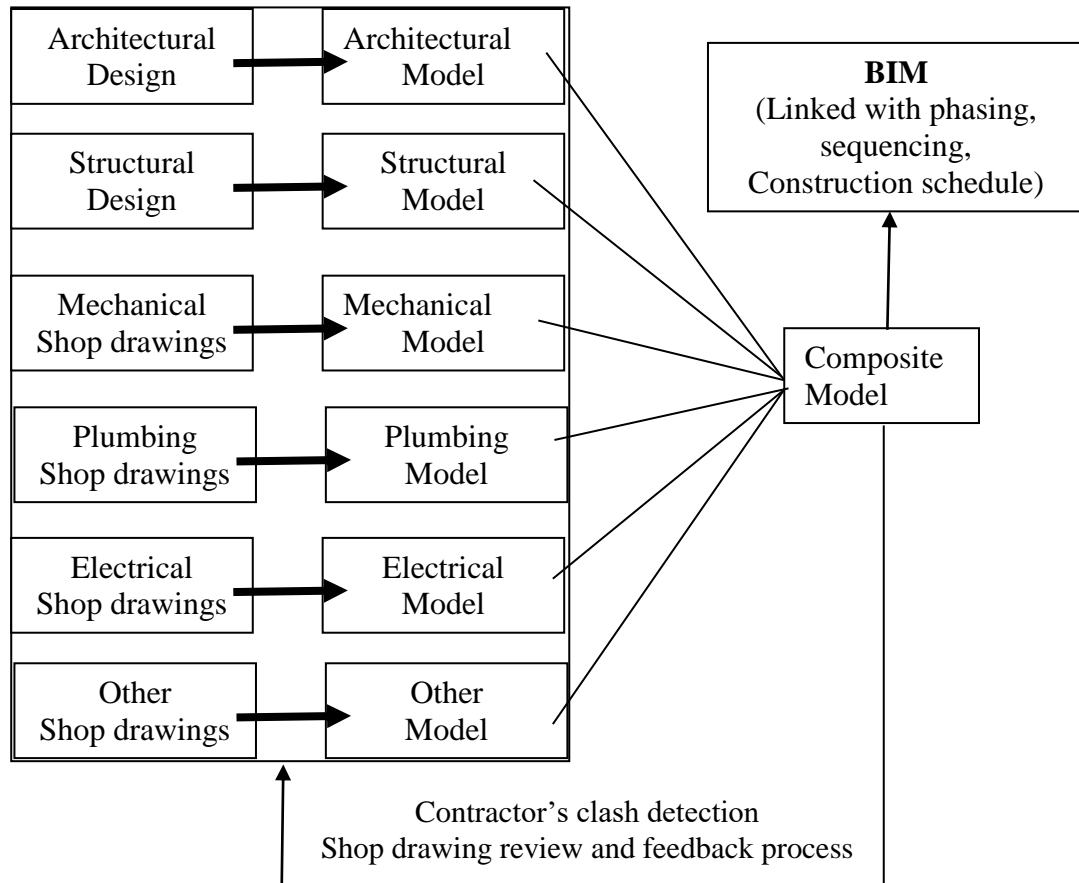 Architectural
Design
Architectural
Model
BIM
(Linked with phasing,
sequencing,
Construction schedule)
Structural
Design
Structural
Model
Mechanical
Shop drawings
Mechanical
Model
Composite
Model
Plumbing
Shop drawings
Plumbing
Model
Electrical
Shop drawings
Electrical
Model
Other
Shop drawings
Other
Model
Contractor’s clash detection
Shop drawing review and feedback process